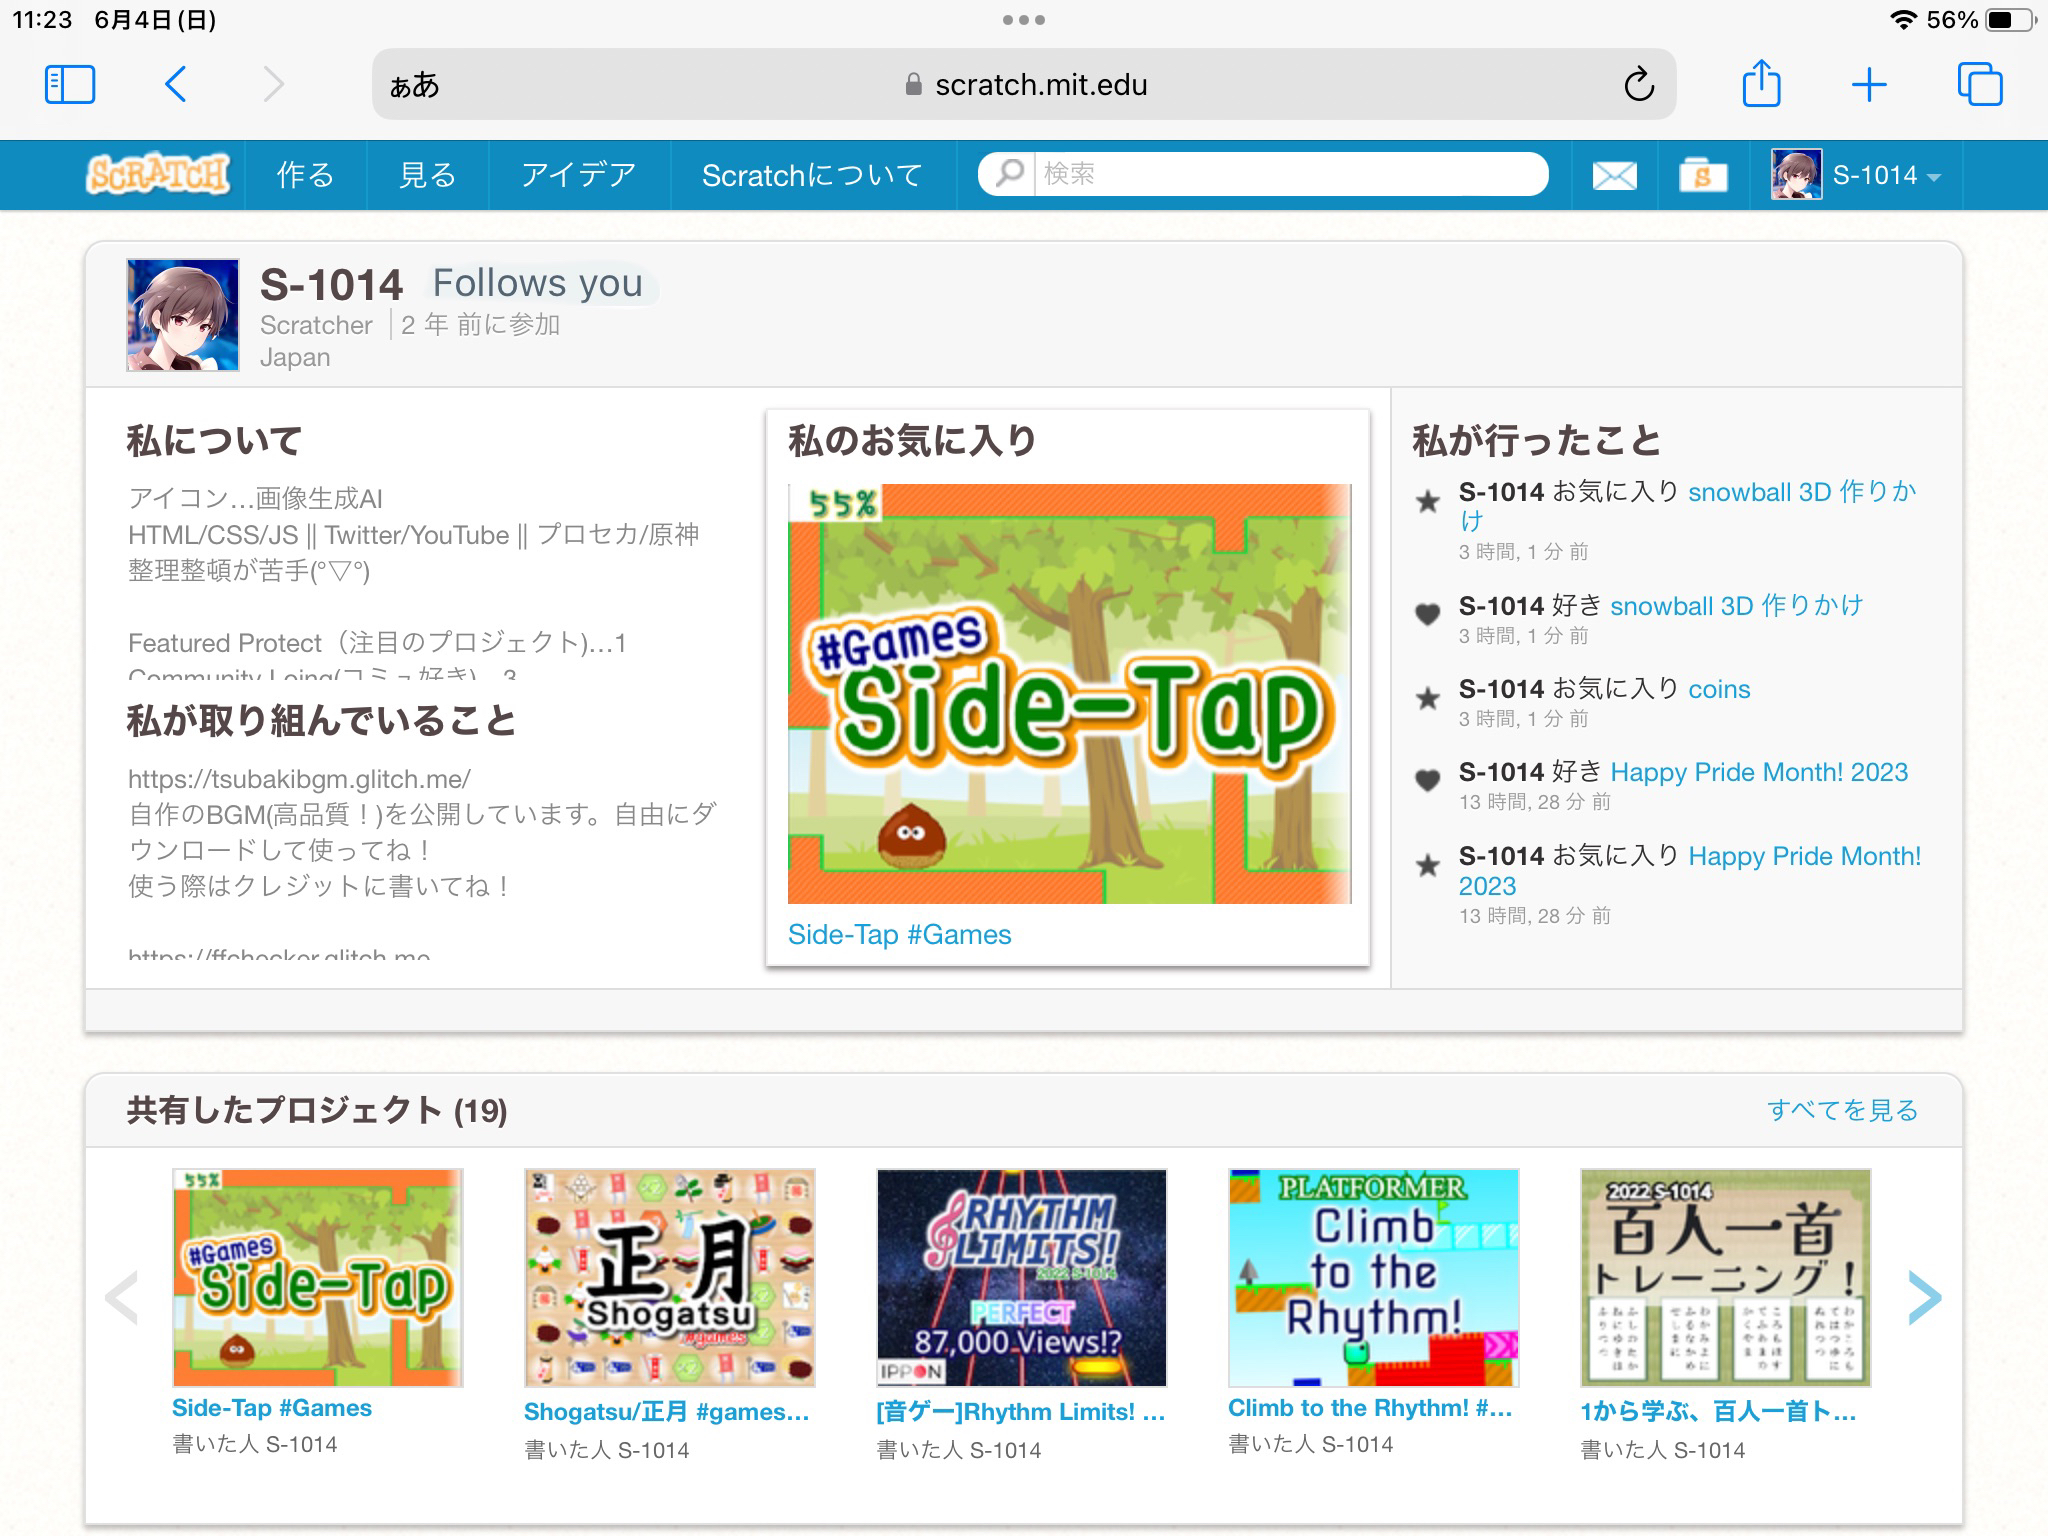 11:23 6月4日(日)
56%
ぁあ
scratch.mit.edu
SCRATCH
作る
見る
アイデア
Scratchについて
検索
S
S-1014
S-1014 Follows you
Scratcher 2 年 前に参加
Japan
私について
アイコン…画像生成AI
HTML/CSS/JS || Twitter/YouTube || プロセカ/原神
整理整頓が苦手(°▽°)
Featured Protect（注目のプロジェクト)…1
Community Loing(コミュ好き)…3
私が取り組んでいること
https://tsubakibgm.glitch.me/
自作のBGM(高品質！)を公開しています。自由にダ
ウンロードして使ってね！
使う際はクレジットに書いてね！
https://ffchecker.glitch.me
私のお気に入り
55%
#Games
Side-Tap
Side-Tap #Games
私が行ったこと
S-1014 お気に入り snowball 3D 作りか
け
3 時間, 1 分 前
S-1014 好き snowball 3D 作りかけ
3 時間, 1 分 前
S-1014 お気に入り coins
3 時間, 1 分 前
S-1014 好き Happy Pride Month! 2023
13 時間, 28 分 前
S-1014 お気に入り Happy Pride Month!
2023
13 時間, 28 分 前
共有したプロジェクト (19)
すべてを見る
55%
#Games
Side-Tap
Side-Tap #Games
書いた人 S-1014
正月
Shogatsu
#games
Shogatsu/正月 #games...
書いた人 S-1014
RHYTHM
LIMITS!
2022 S-1014
PERFECT
87,000 Views!?
IPPON
[音ゲー]Rhythm Limits! ...
書いた人 S-1014
PLATFORMER
Climb
to the
Rhythm!
Climb to the Rhythm! #...
書いた人 S-1014
2022 S-1014
百人一首
トレーニング！
1から学ぶ、百人一首ト...
書いた人 S-1014